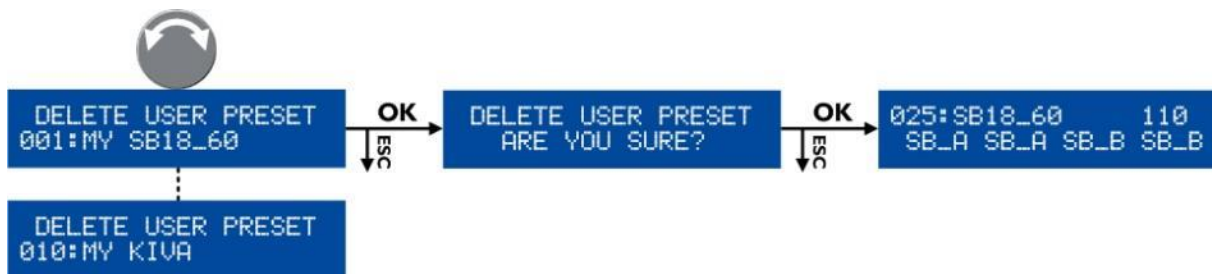 DELETE USER PRESET
001:MY SB18_60
OK
ESC
DELETE USER PRESET
ARE YOU SURE?
OK
ESC
025:SB18_60 110
SB_A SB_A SB_B SB_B
DELETE USER PRESET
010:MY KIVA